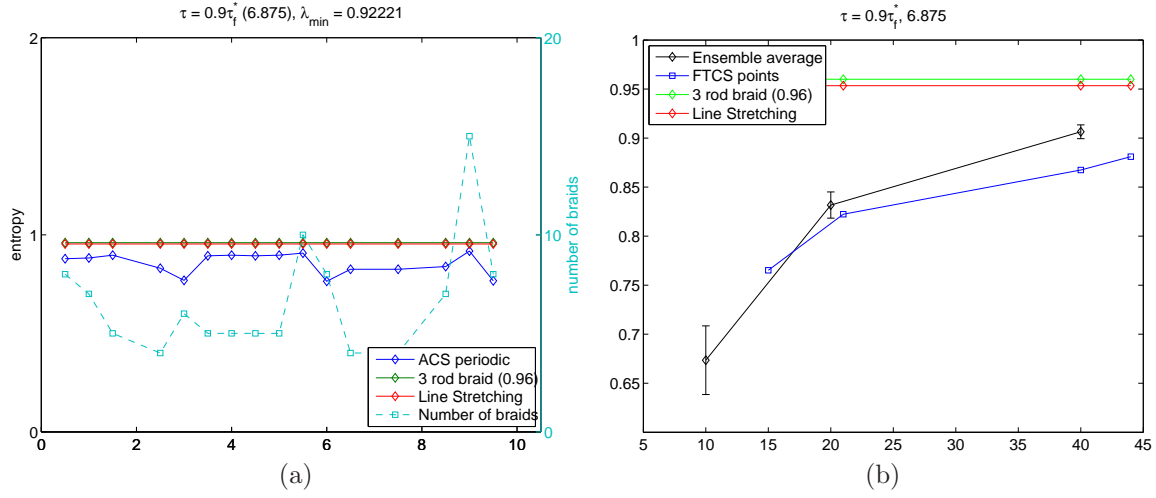 τ = 0.9τ*f (6.875), λmin = 0.92221
2
1
0
entropy
20
10
0
number of braids
0 2 4 6 8 10
ACS periodic
3 rod braid (0.96)
Line Stretching
Number of braids
(a)
τ = 0.9τ*f, 6.875
1
0.95
0.9
0.85
0.8
0.75
0.7
0.65
5 10 15 20 25 30 35 40 45
Ensemble average
FTCS points
3 rod braid (0.96)
Line Stretching
(b)